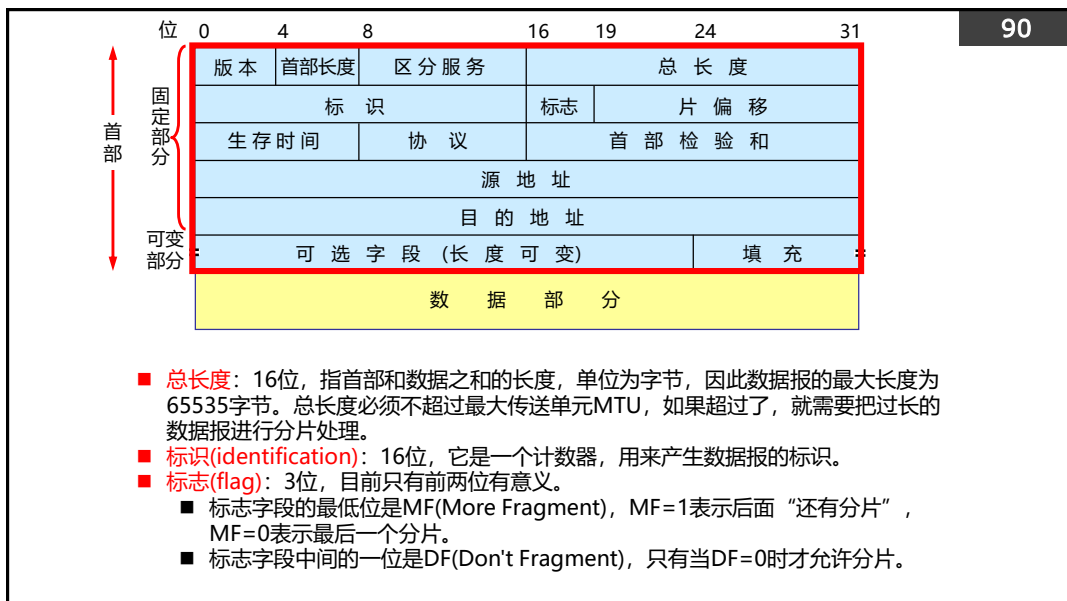 90
位 0 4 8 16 19 24 31
版 本 首部长度 区 分 服 务 总 长 度
标 识 标志 片 偏 移
生 存 时 间 协 议 首 部 检 验 和
源 地 址
目 的 地 址
可 选 字 段 (长 度 可 变) 填 充
数 据 部 分
首部
固定部分
可变
部分
■ 总长度：16位，指首部和数据之和的长度，单位为字节，因此数据报的最大长度为
65535字节。总长度必须不超过最大传送单元MTU，如果超过了，就需要把过长的
数据报进行分片处理。
■ 标识(identification)：16位，它是一个计数器，用来产生数据报的标识。
■ 标志(flag)：3位，目前只有前两位有意义。
■ 标志字段的最低位是MF(More Fragment)，MF=1表示后面“还有分片”，
MF=0表示最后一个分片。
■ 标志字段中间的一位是DF(Don't Fragment)，只有当DF=0时才允许分片。